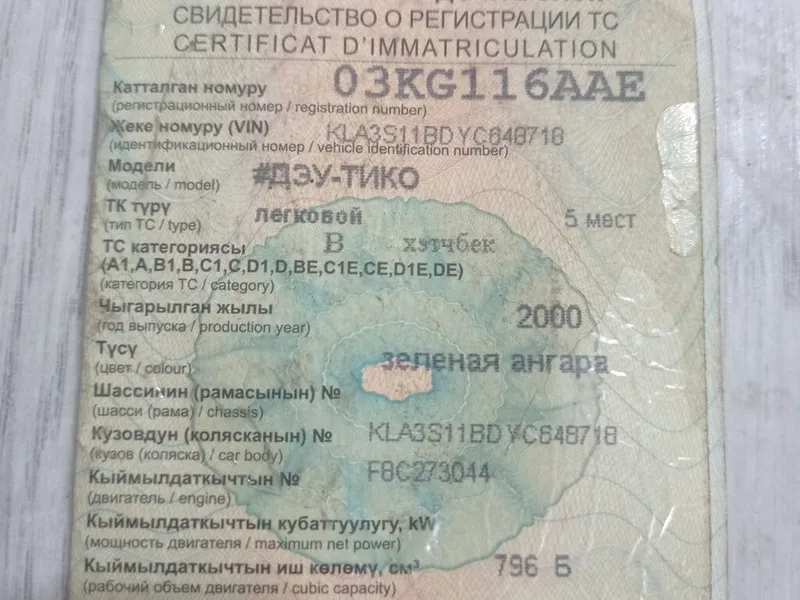 СВИДЕТЕЛЬСТВО О РЕГИСТРАЦИИ ТС
CERTIFICAT D'IMMATRICULATION
Катталган номуру 03KG116AAE
(регистрационный номер / registration number)
Жеке номуру (VIN) KLA3S11BDYC648718
(идентификационный номер / vehicle identification number)
Модели #ДЭУ-ТИКО
(модель / model)
ТК түрү легковой 5 мест
(тип ТС / type)
ТС категориясы B хэтчбек
(A1,A,B1,B,C1,C,D1,D,BE,C1E,CE,D1E,DE)
(категория ТС / category)
Чыгарылган жылы 2000
(год выпуска / production year)
Түсү зеленая ангара
(цвет / colour)
Шассинин (рамасынын) №
(шасси (рама) / chassis)
Кузовдун (колясканын) № KLA3S11BDYC648718
(кузов (коляска) / car body)
Кыймылдаткычтын № F8C273044
(двигатель / engine)
Кыймылдаткычтын кубаттуулугу, kW
(мощность двигателя / maximum net power)
Кыймылдаткычтын иш көлөмү, см³ 796 Б
(рабочий объем двигателя / cubic capacity)